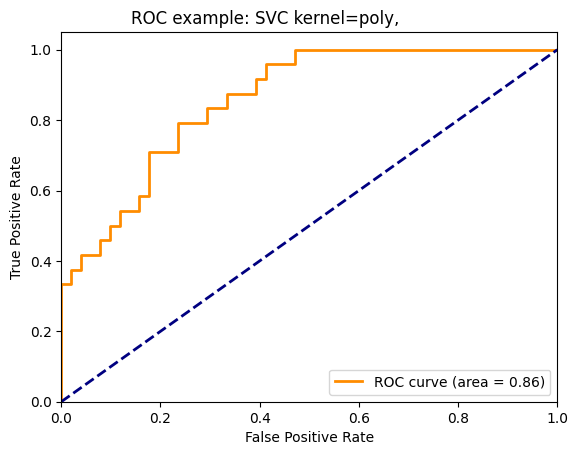 ROC example: SVC kernel=poly,
1.0
0.8
0.6
0.4
0.2
0.0
True Positive Rate
ROC curve (area = 0.86)
0.0 0.2 0.4 0.6 0.8 1.0
False Positive Rate